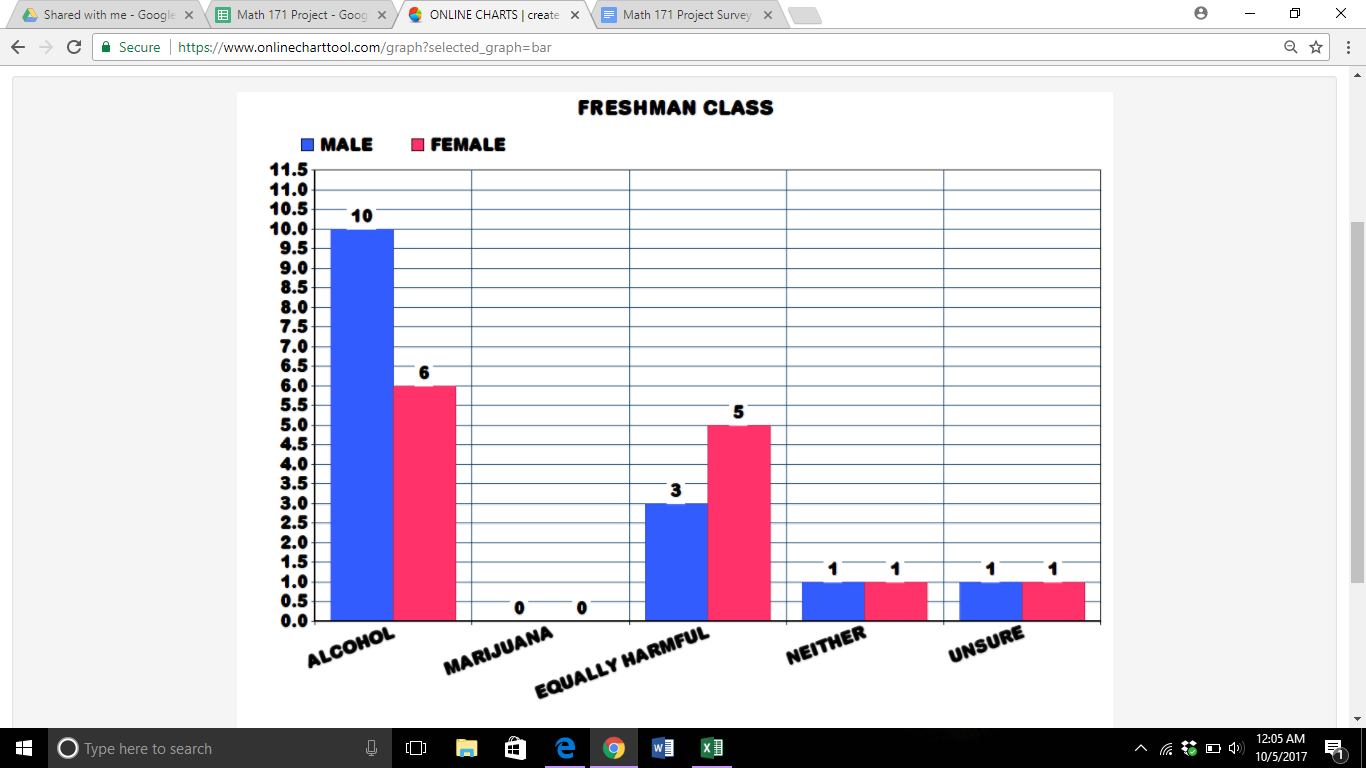 Shared with me - Google
Math 171 Project - Goog
ONLINE CHARTS | create
Math 171 Project Survey
Secure
https://www.onlinecharttool.com/graph?selected_graph=bar
FRESHMAN CLASS
MALE FEMALE
11.5
11.0
10.5
10.0
9.5
9.0
8.5
8.0
7.5
7.0
6.5
6.0
5.5
5.0
4.5
4.0
3.5
3.0
2.5
2.0
1.5
1.0
0.5
0.0
10
6
0
0
3
5
1
1
1
1
ALCOHOL
MARIJUANA
EQUALLY HARMFUL
NEITHER
UNSURE
Type here to search
12:05 AM
10/5/2017
1